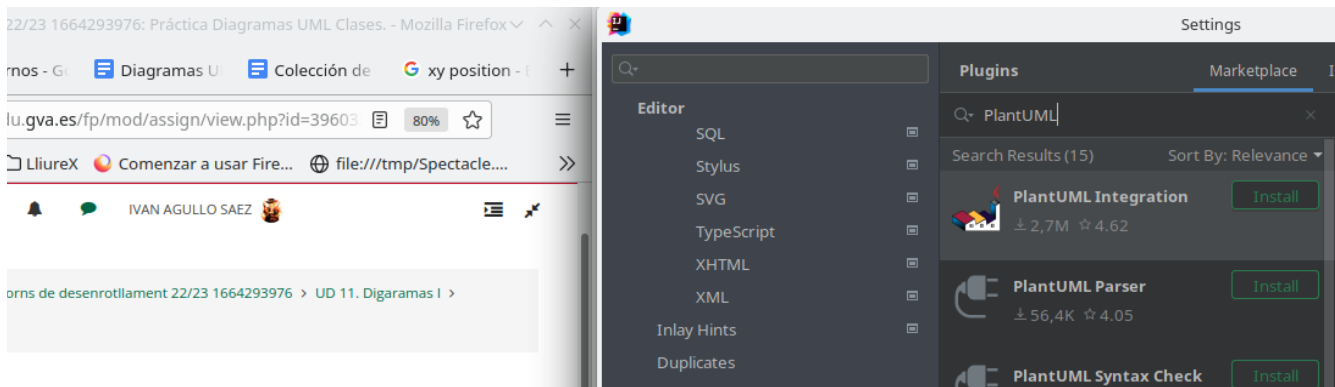 22/23 1664293976: Práctica Diagramas UML Clases. - Mozilla Firefox
rnos - G
Diagramas U
Colección de
xy position -
du.gva.es/fp/mod/assign/view.php?id=39603
80%
LliureX
Comenzar a usar Fire...
file:///tmp/Spectacle....
IVAN AGULLO SAEZ
orns de desenrotllament 22/23 1664293976 > UD 11. Digaramas I >
Settings
Editor
SQL
Stylus
SVG
TypeScript
XHTML
XML
Inlay Hints
Duplicates
Plugins
Marketplace
PlantUML
Search Results (15)
Sort By: Relevance
PlantUML Integration
Install
2,7M
4.62
PlantUML Parser
Install
56,4K
4.05
PlantUML Syntax Check
Install